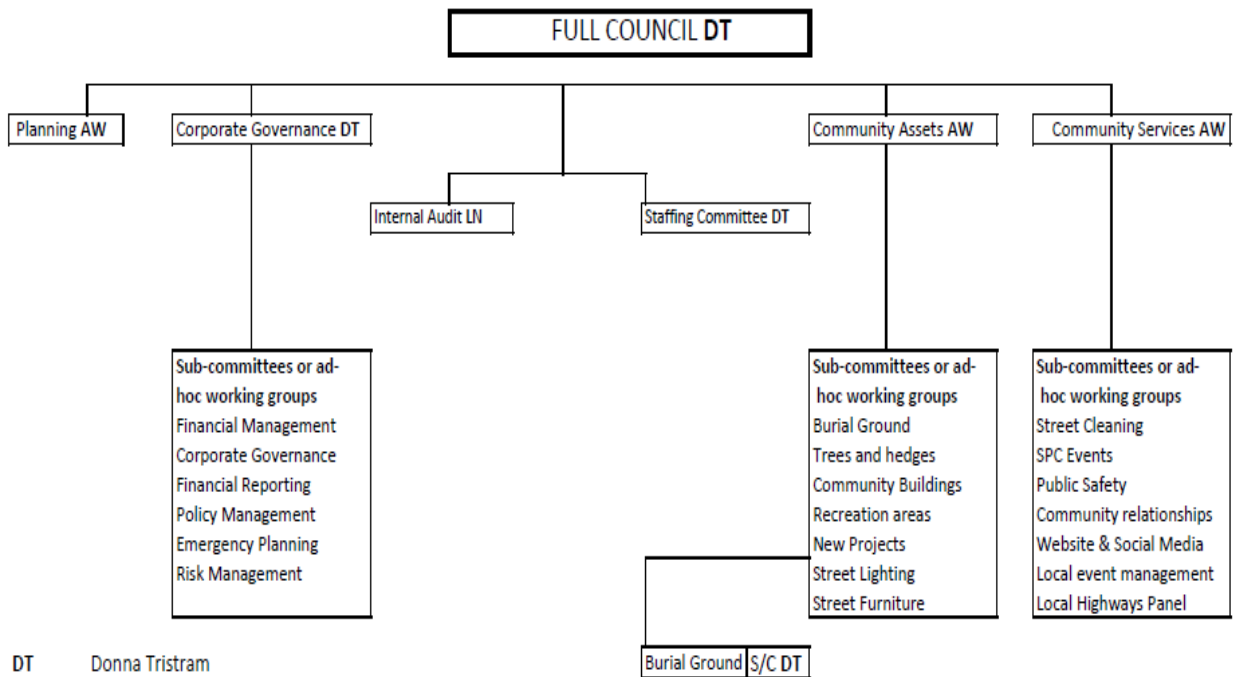 FULL COUNCIL DT
Planning AW
Corporate Governance DT
Community Assets AW
Community Services AW
Internal Audit LN
Staffing Committee DT
Sub-committees or ad-
hoc working groups
Financial Management
Corporate Governance
Financial Reporting
Policy Management
Emergency Planning
Risk Management
Sub-committees or ad-
hoc working groups
Burial Ground
Trees and hedges
Community Buildings
Recreation areas
New Projects
Street Lighting
Street Furniture
Sub-committees or ad-
hoc working groups
Street Cleaning
SPC Events
Public Safety
Community relationships
Website & Social Media
Local event management
Local Highways Panel
Burial Ground S/C DT
DT Donna Tristram